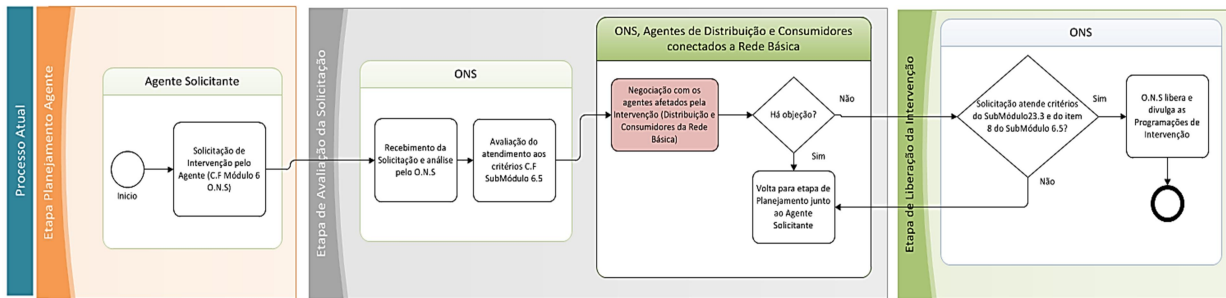 Processo Atual
Etapa Planejamento Agente
Agente Solicitante
Início
Solicitação de
Intervenção pelo
Agente (C.F Módulo 6
O.N.S)
Etapa de Avaliação da Solicitação
ONS
Recebimento da
Solicitação e análise
pelo O.N.S
Avaliação do
atendimento aos
critérios C.F
SubMódulo 6.5
ONS, Agentes de Distribuição e Consumidores
conectados a Rede Básica
Negociação com os
agentes afetados pela
Intervenção (Distribuição e
Consumidores da Rede
Básica)
Há objeção?
Não
Sim
Volta para etapa de
Planejamento junto
ao Agente
Solicitante
Etapa de Liberação da Intervenção
ONS
Solicitação atende critérios
do SubMódulo23.3 e do item
8 do SubMódulo 6.5?
Sim
Não
O.N.S libera e
divulga as
Programações de
Intervenção